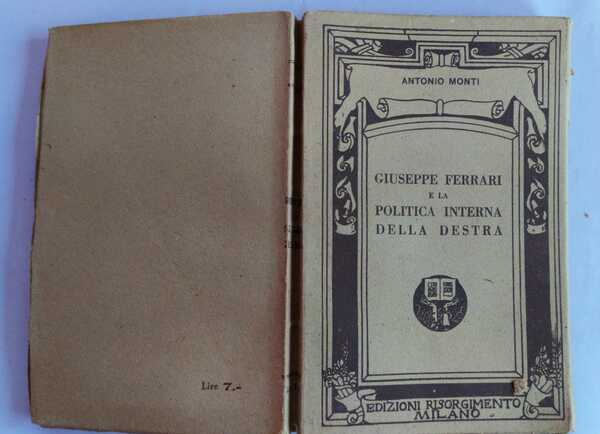 Lire 7.-
ANTONIO MONTI
GIUSEPPE FERRARI
E LA
POLITICA INTERNA
DELLA DESTRA
EDIZIONI RISORGIMENTO
MILANO